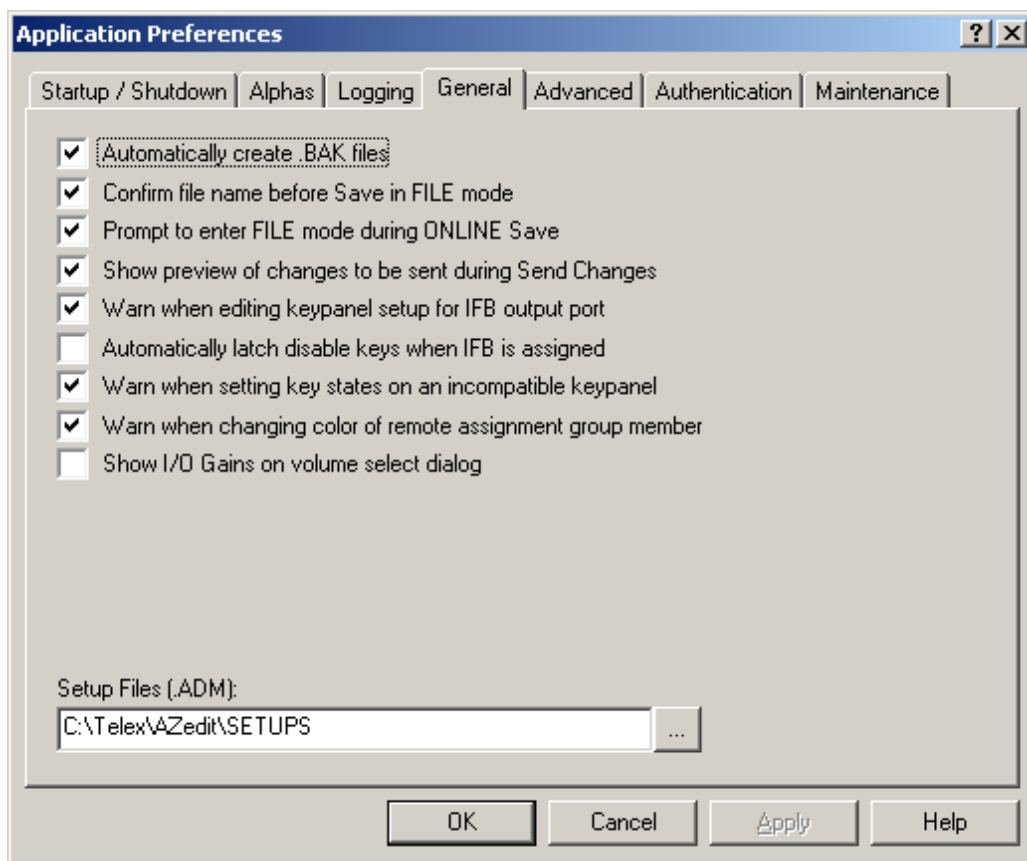 Application Preferences
Startup / Shutdown Alphas Logging General Advanced Authentication Maintenance
Automatically create .BAK files
Confirm file name before Save in FILE mode
Prompt to enter FILE mode during ONLINE Save
Show preview of changes to be sent during Send Changes
Warn when editing keypanel setup for IFB output port
Automatically latch disable keys when IFB is assigned
Warn when setting key states on an incompatible keypanel
Warn when changing color of remote assignment group member
Show I/O Gains on volume select dialog
Setup Files (.ADM):
C:\Telex\AZedit\SETUPS ...
OK Cancel Apply Help